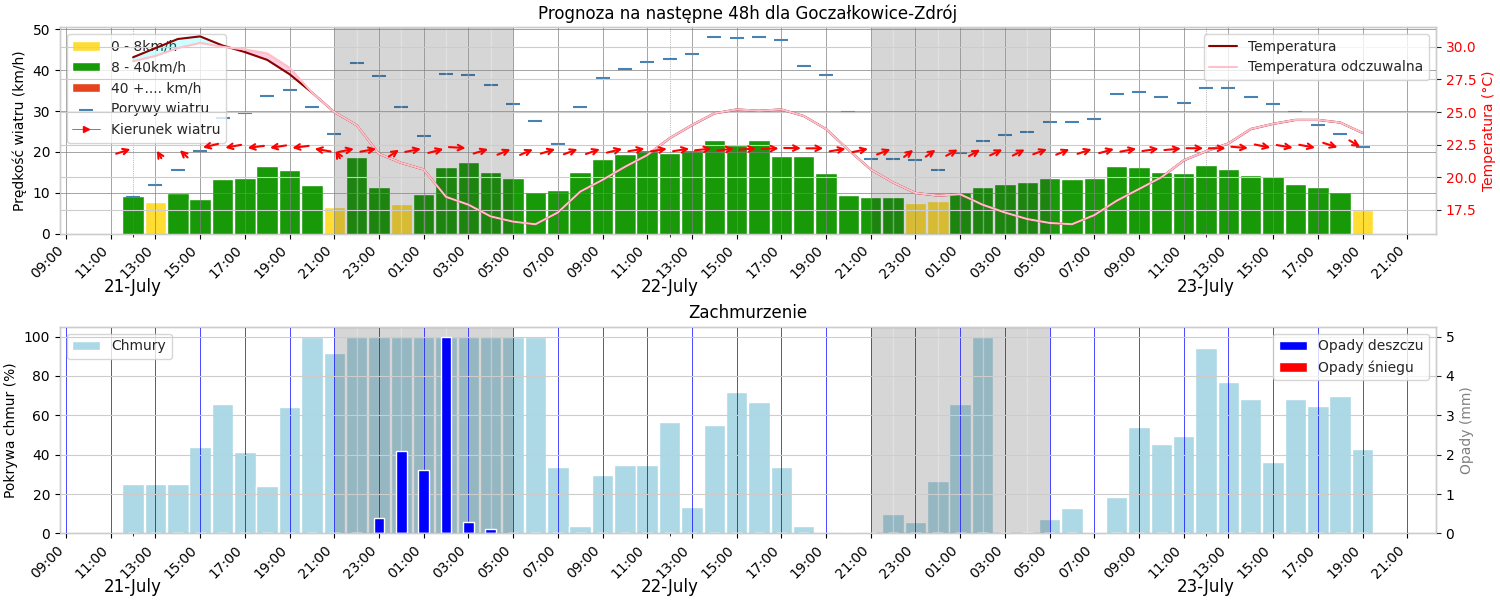 Prognoza na następne 48h dla Goczałkowice-Zdrój
Prędkość wiatru (km/h)
50
40
30
20
10
0
0 - 8km/h
8 - 40km/h
40 +.... km/h
Porywy wiatru
Kierunek wiatru
Temperatura
Temperatura odczuwalna
30.0
27.5
25.0
22.5
20.0
17.5
Temperatura (°C)
09:00 11:00 13:00 15:00 17:00 19:00 21:00 23:00 01:00 03:00 05:00 07:00 09:00 11:00 13:00 15:00 17:00 19:00 21:00 23:00 01:00 03:00 05:00 07:00 09:00 11:00 13:00 15:00 17:00 19:00 21:00
21-July 22-July 23-July
Zachmurzenie
Pokrywa chmur (%)
100
80
60
40
20
0
Chmury
Opady deszczu
Opady śniegu
5
4
3
2
1
0
Opady (mm)
09:00 11:00 13:00 15:00 17:00 19:00 21:00 23:00 01:00 03:00 05:00 07:00 09:00 11:00 13:00 15:00 17:00 19:00 21:00 23:00 01:00 03:00 05:00 07:00 09:00 11:00 13:00 15:00 17:00 19:00 21:00
21-July 22-July 23-July